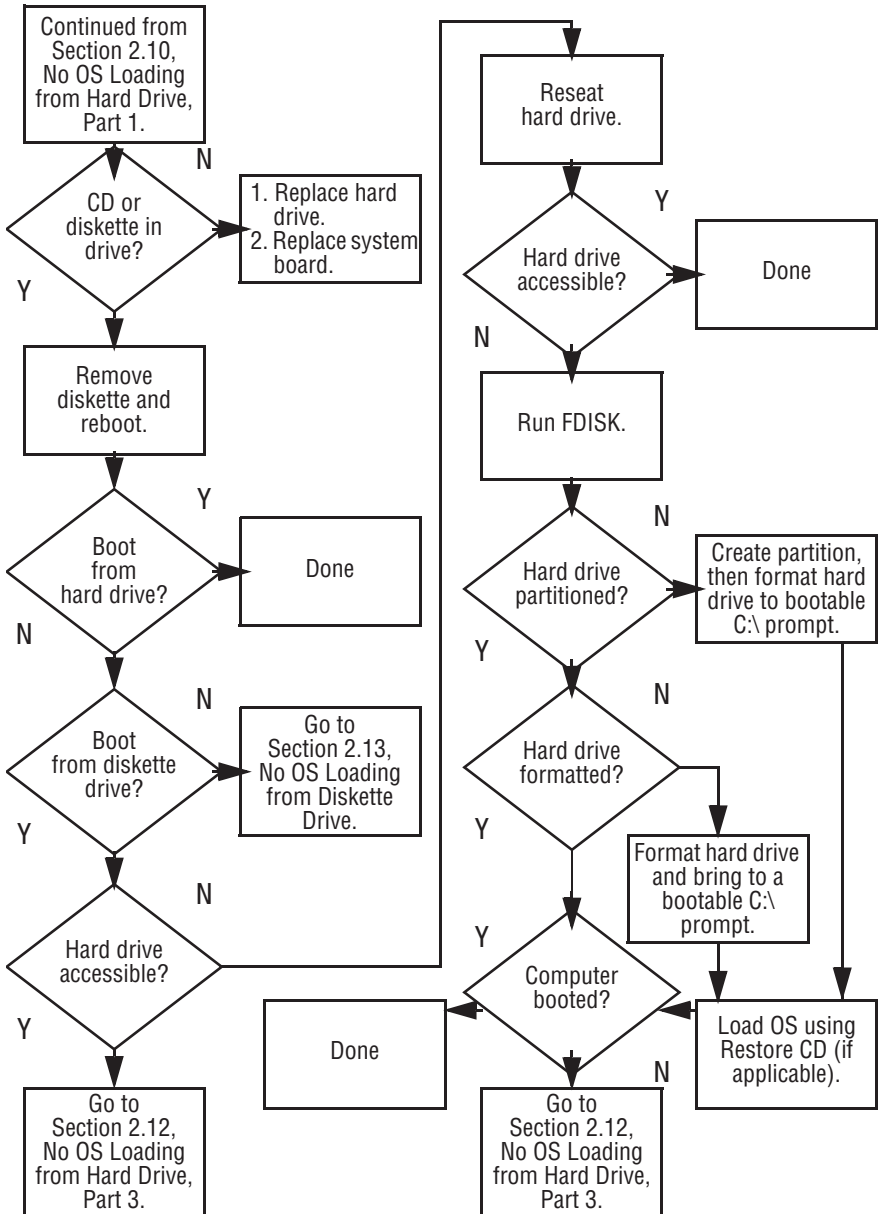 Continued from
Section 2.10,
No OS Loading
from Hard Drive,
Part 1.
N
CD or
diskette in
drive?
1. Replace hard
drive.
2. Replace system
board.
Y
Remove
diskette and
reboot.
Y
Boot
from
hard drive?
Done
N
N
Boot
from diskette
drive?
Go to
Section 2.13,
No OS Loading
from Diskette
Drive.
Y
N
Hard drive
accessible?
Y
Go to
Section 2.12,
No OS Loading
from Hard Drive,
Part 3.
Reseat
hard drive.
Y
Hard drive
accessible?
Done
N
Run FDISK.
N
Hard drive
partitioned?
Create partition,
then format hard
drive to bootable
C:\ prompt.
Y
N
Hard drive
formatted?
Y
Format hard drive
and bring to a
bootable C:\
prompt.
Y
Computer
booted?
Done
Load OS using
Restore CD (if
applicable).
N
Go to
Section 2.12,
No OS Loading
from Hard Drive,
Part 3.